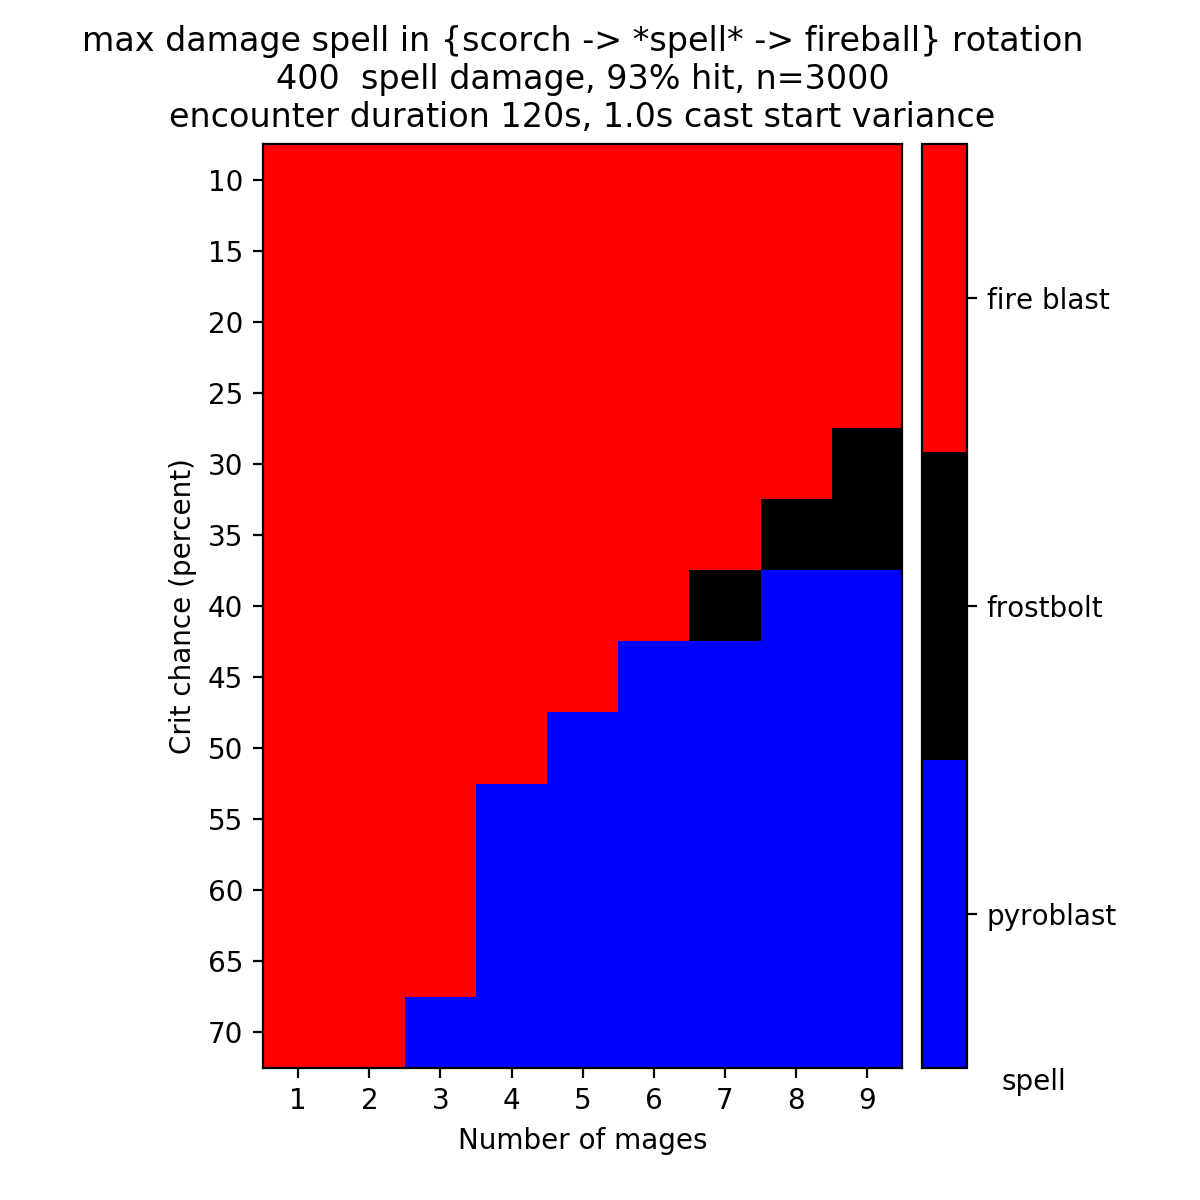 max damage spell in {scorch -> *spell* -> fireball} rotation
400  spell damage, 93% hit, n=3000
encounter duration 120s, 1.0s cast start variance
Crit chance (percent)
10
15
20
25
30
35
40
45
50
55
60
65
70
1 2 3 4 5 6 7 8 9
Number of mages
fire blast
frostbolt
pyroblast
spell